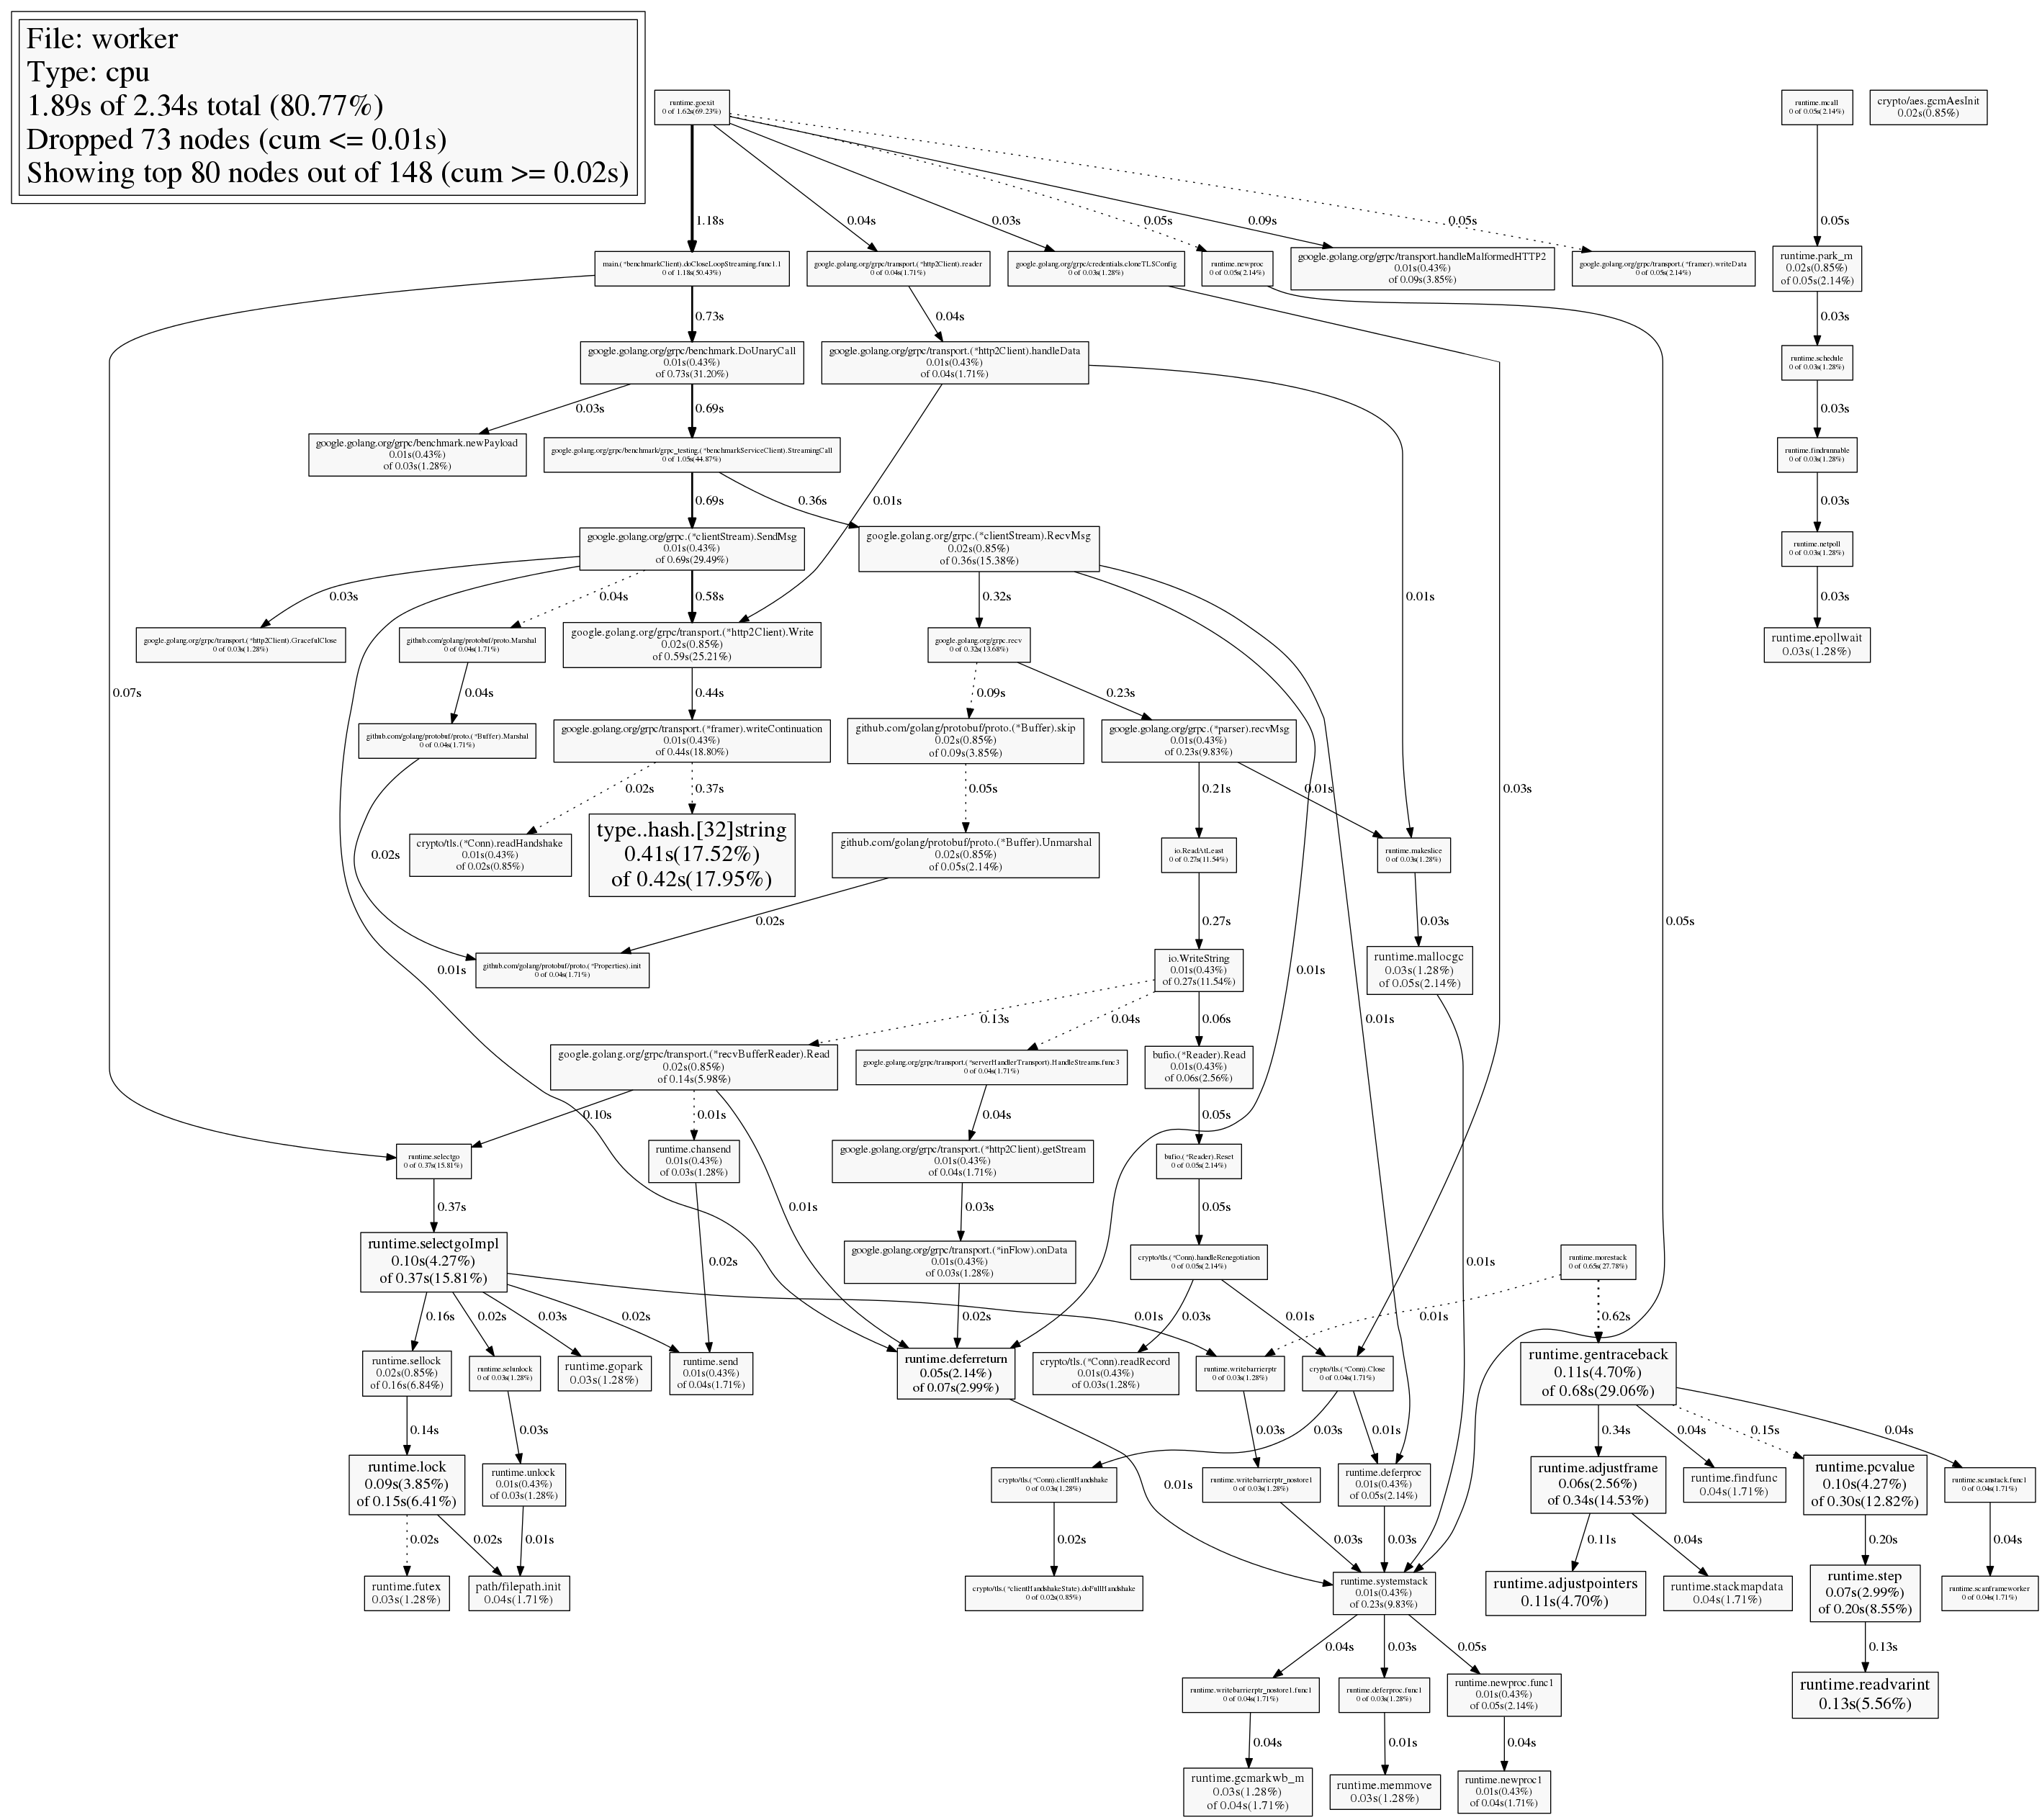 File: worker
Type: cpu
1.89s of 2.34s total (80.77%)
Dropped 73 nodes (cum <= 0.01s)
Showing top 80 nodes out of 148 (cum >= 0.02s)
runtime.goexit
0 of 1.62s(69.23%)
runtime.mcall
0 of 0.05s(2.14%)
crypto/aes.gcmAesInit
0.02s(0.85%)
1.18s
0.04s
0.03s
0.05s
0.09s
0.05s
0.05s
main.(*benchmarkClient).doCloseLoopStreaming.func1.1
0 of 1.18s(50.43%)
google.golang.org/grpc/transport.(*http2Client).reader
0 of 0.04s(1.71%)
google.golang.org/grpc/credentials.cloneTLSConfig
0 of 0.03s(1.28%)
runtime.newproc
0 of 0.05s(2.14%)
google.golang.org/grpc/transport.handleMalformedHTTP2
0.01s(0.43%)
of 0.09s(3.85%)
google.golang.org/grpc/transport.(*framer).writeData
0 of 0.05s(2.14%)
runtime.park_m
0.02s(0.85%)
of 0.05s(2.14%)
0.73s
0.04s
0.03s
google.golang.org/grpc/benchmark.DoUnaryCall
0.01s(0.43%)
of 0.73s(31.20%)
google.golang.org/grpc/transport.(*http2Client).handleData
0.01s(0.43%)
of 0.04s(1.71%)
runtime.schedule
0 of 0.03s(1.28%)
0.03s
0.69s
0.03s
google.golang.org/grpc/benchmark.newPayload
0.01s(0.43%)
of 0.03s(1.28%)
google.golang.org/grpc/benchmark/grpc_testing.(*benchmarkServiceClient).StreamingCall
0 of 1.05s(44.87%)
runtime.findrunnable
0 of 0.03s(1.28%)
0.69s
0.36s
0.01s
0.03s
google.golang.org/grpc.(*clientStream).SendMsg
0.01s(0.43%)
of 0.69s(29.49%)
google.golang.org/grpc.(*clientStream).RecvMsg
0.02s(0.85%)
of 0.36s(15.38%)
runtime.netpoll
0 of 0.03s(1.28%)
0.03s
0.04s
0.58s
0.32s
0.01s
0.03s
google.golang.org/grpc/transport.(*http2Client).GracefulClose
0 of 0.03s(1.28%)
github.com/golang/protobuf/proto.Marshal
0 of 0.04s(1.71%)
google.golang.org/grpc/transport.(*http2Client).Write
0.02s(0.85%)
of 0.59s(25.21%)
google.golang.org/grpc.recv
0 of 0.32s(13.68%)
runtime.epollwait
0.03s(1.28%)
0.07s
0.04s
0.44s
0.09s
0.23s
github.com/golang/protobuf/proto.(*Buffer).Marshal
0 of 0.04s(1.71%)
google.golang.org/grpc/transport.(*framer).writeContinuation
0.01s(0.43%)
of 0.44s(18.80%)
github.com/golang/protobuf/proto.(*Buffer).skip
0.02s(0.85%)
of 0.09s(3.85%)
google.golang.org/grpc.(*parser).recvMsg
0.01s(0.43%)
of 0.23s(9.83%)
0.02s
0.37s
0.05s
0.21s
0.01s
0.03s
crypto/tls.(*Conn).readHandshake
0.01s(0.43%)
of 0.02s(0.85%)
type..hash.[32]string
0.41s(17.52%)
of 0.42s(17.95%)
github.com/golang/protobuf/proto.(*Buffer).Unmarshal
0.02s(0.85%)
of 0.05s(2.14%)
io.ReadAtLeast
0 of 0.27s(11.54%)
runtime.makeslice
0 of 0.03s(1.28%)
0.02s
0.02s
0.27s
0.03s
0.05s
github.com/golang/protobuf/proto.(*Properties).init
0 of 0.04s(1.71%)
io.WriteString
0.01s(0.43%)
of 0.27s(11.54%)
runtime.mallocgc
0.03s(1.28%)
of 0.05s(2.14%)
0.01s
0.01s
0.13s
0.04s
0.06s
0.01s
google.golang.org/grpc/transport.(*recvBufferReader).Read
0.02s(0.85%)
of 0.14s(5.98%)
google.golang.org/grpc/transport.(*serverHandlerTransport).HandleStreams.func3
0 of 0.04s(1.71%)
bufio.(*Reader).Read
0.01s(0.43%)
of 0.06s(2.56%)
0.10s
0.01s
0.04s
0.05s
runtime.selectgo
0 of 0.37s(15.81%)
runtime.chansend
0.01s(0.43%)
of 0.03s(1.28%)
google.golang.org/grpc/transport.(*http2Client).getStream
0.01s(0.43%)
of 0.04s(1.71%)
bufio.(*Reader).Reset
0 of 0.05s(2.14%)
0.37s
0.01s
0.03s
0.05s
runtime.selectgoImpl
0.10s(4.27%)
of 0.37s(15.81%)
0.02s
google.golang.org/grpc/transport.(*inFlow).onData
0.01s(0.43%)
of 0.03s(1.28%)
crypto/tls.(*Conn).handleRenegotiation
0 of 0.05s(2.14%)
0.01s
runtime.morestack
0 of 0.65s(27.78%)
0.16s
0.02s
0.03s
0.02s
0.02s
0.01s
0.03s
0.01s
0.01s
0.62s
runtime.sellock
0.02s(0.85%)
of 0.16s(6.84%)
runtime.selunlock
0 of 0.03s(1.28%)
runtime.gopark
0.03s(1.28%)
runtime.send
0.01s(0.43%)
of 0.04s(1.71%)
runtime.deferreturn
0.05s(2.14%)
of 0.07s(2.99%)
crypto/tls.(*Conn).readRecord
0.01s(0.43%)
of 0.03s(1.28%)
runtime.writebarrierptr
0 of 0.03s(1.28%)
crypto/tls.(*Conn).Close
0 of 0.04s(1.71%)
runtime.gentraceback
0.11s(4.70%)
of 0.68s(29.06%)
0.14s
0.03s
0.03s
0.03s
0.01s
0.34s
0.04s
0.15s
0.04s
runtime.lock
0.09s(3.85%)
of 0.15s(6.41%)
runtime.unlock
0.01s(0.43%)
of 0.03s(1.28%)
crypto/tls.(*Conn).clientHandshake
0 of 0.03s(1.28%)
0.01s
runtime.writebarrierptr_nostore1
0 of 0.03s(1.28%)
runtime.deferproc
0.01s(0.43%)
of 0.05s(2.14%)
runtime.adjustframe
0.06s(2.56%)
of 0.34s(14.53%)
runtime.findfunc
0.04s(1.71%)
runtime.pcvalue
0.10s(4.27%)
of 0.30s(12.82%)
runtime.scanstack.func1
0 of 0.04s(1.71%)
0.02s
0.02s
0.01s
0.02s
0.03s
0.03s
0.11s
0.04s
0.20s
0.04s
runtime.futex
0.03s(1.28%)
path/filepath.init
0.04s(1.71%)
crypto/tls.(*clientHandshakeState).doFullHandshake
0 of 0.02s(0.85%)
runtime.systemstack
0.01s(0.43%)
of 0.23s(9.83%)
runtime.adjustpointers
0.11s(4.70%)
runtime.stackmapdata
0.04s(1.71%)
runtime.step
0.07s(2.99%)
of 0.20s(8.55%)
runtime.scanframeworker
0 of 0.04s(1.71%)
0.04s
0.03s
0.05s
0.13s
runtime.writebarrierptr_nostore1.func1
0 of 0.04s(1.71%)
runtime.deferproc.func1
0 of 0.03s(1.28%)
runtime.newproc.func1
0.01s(0.43%)
of 0.05s(2.14%)
runtime.readvarint
0.13s(5.56%)
0.04s
0.01s
0.04s
runtime.gcmarkwb_m
0.03s(1.28%)
of 0.04s(1.71%)
runtime.memmove
0.03s(1.28%)
runtime.newproc1
0.01s(0.43%)
of 0.04s(1.71%)